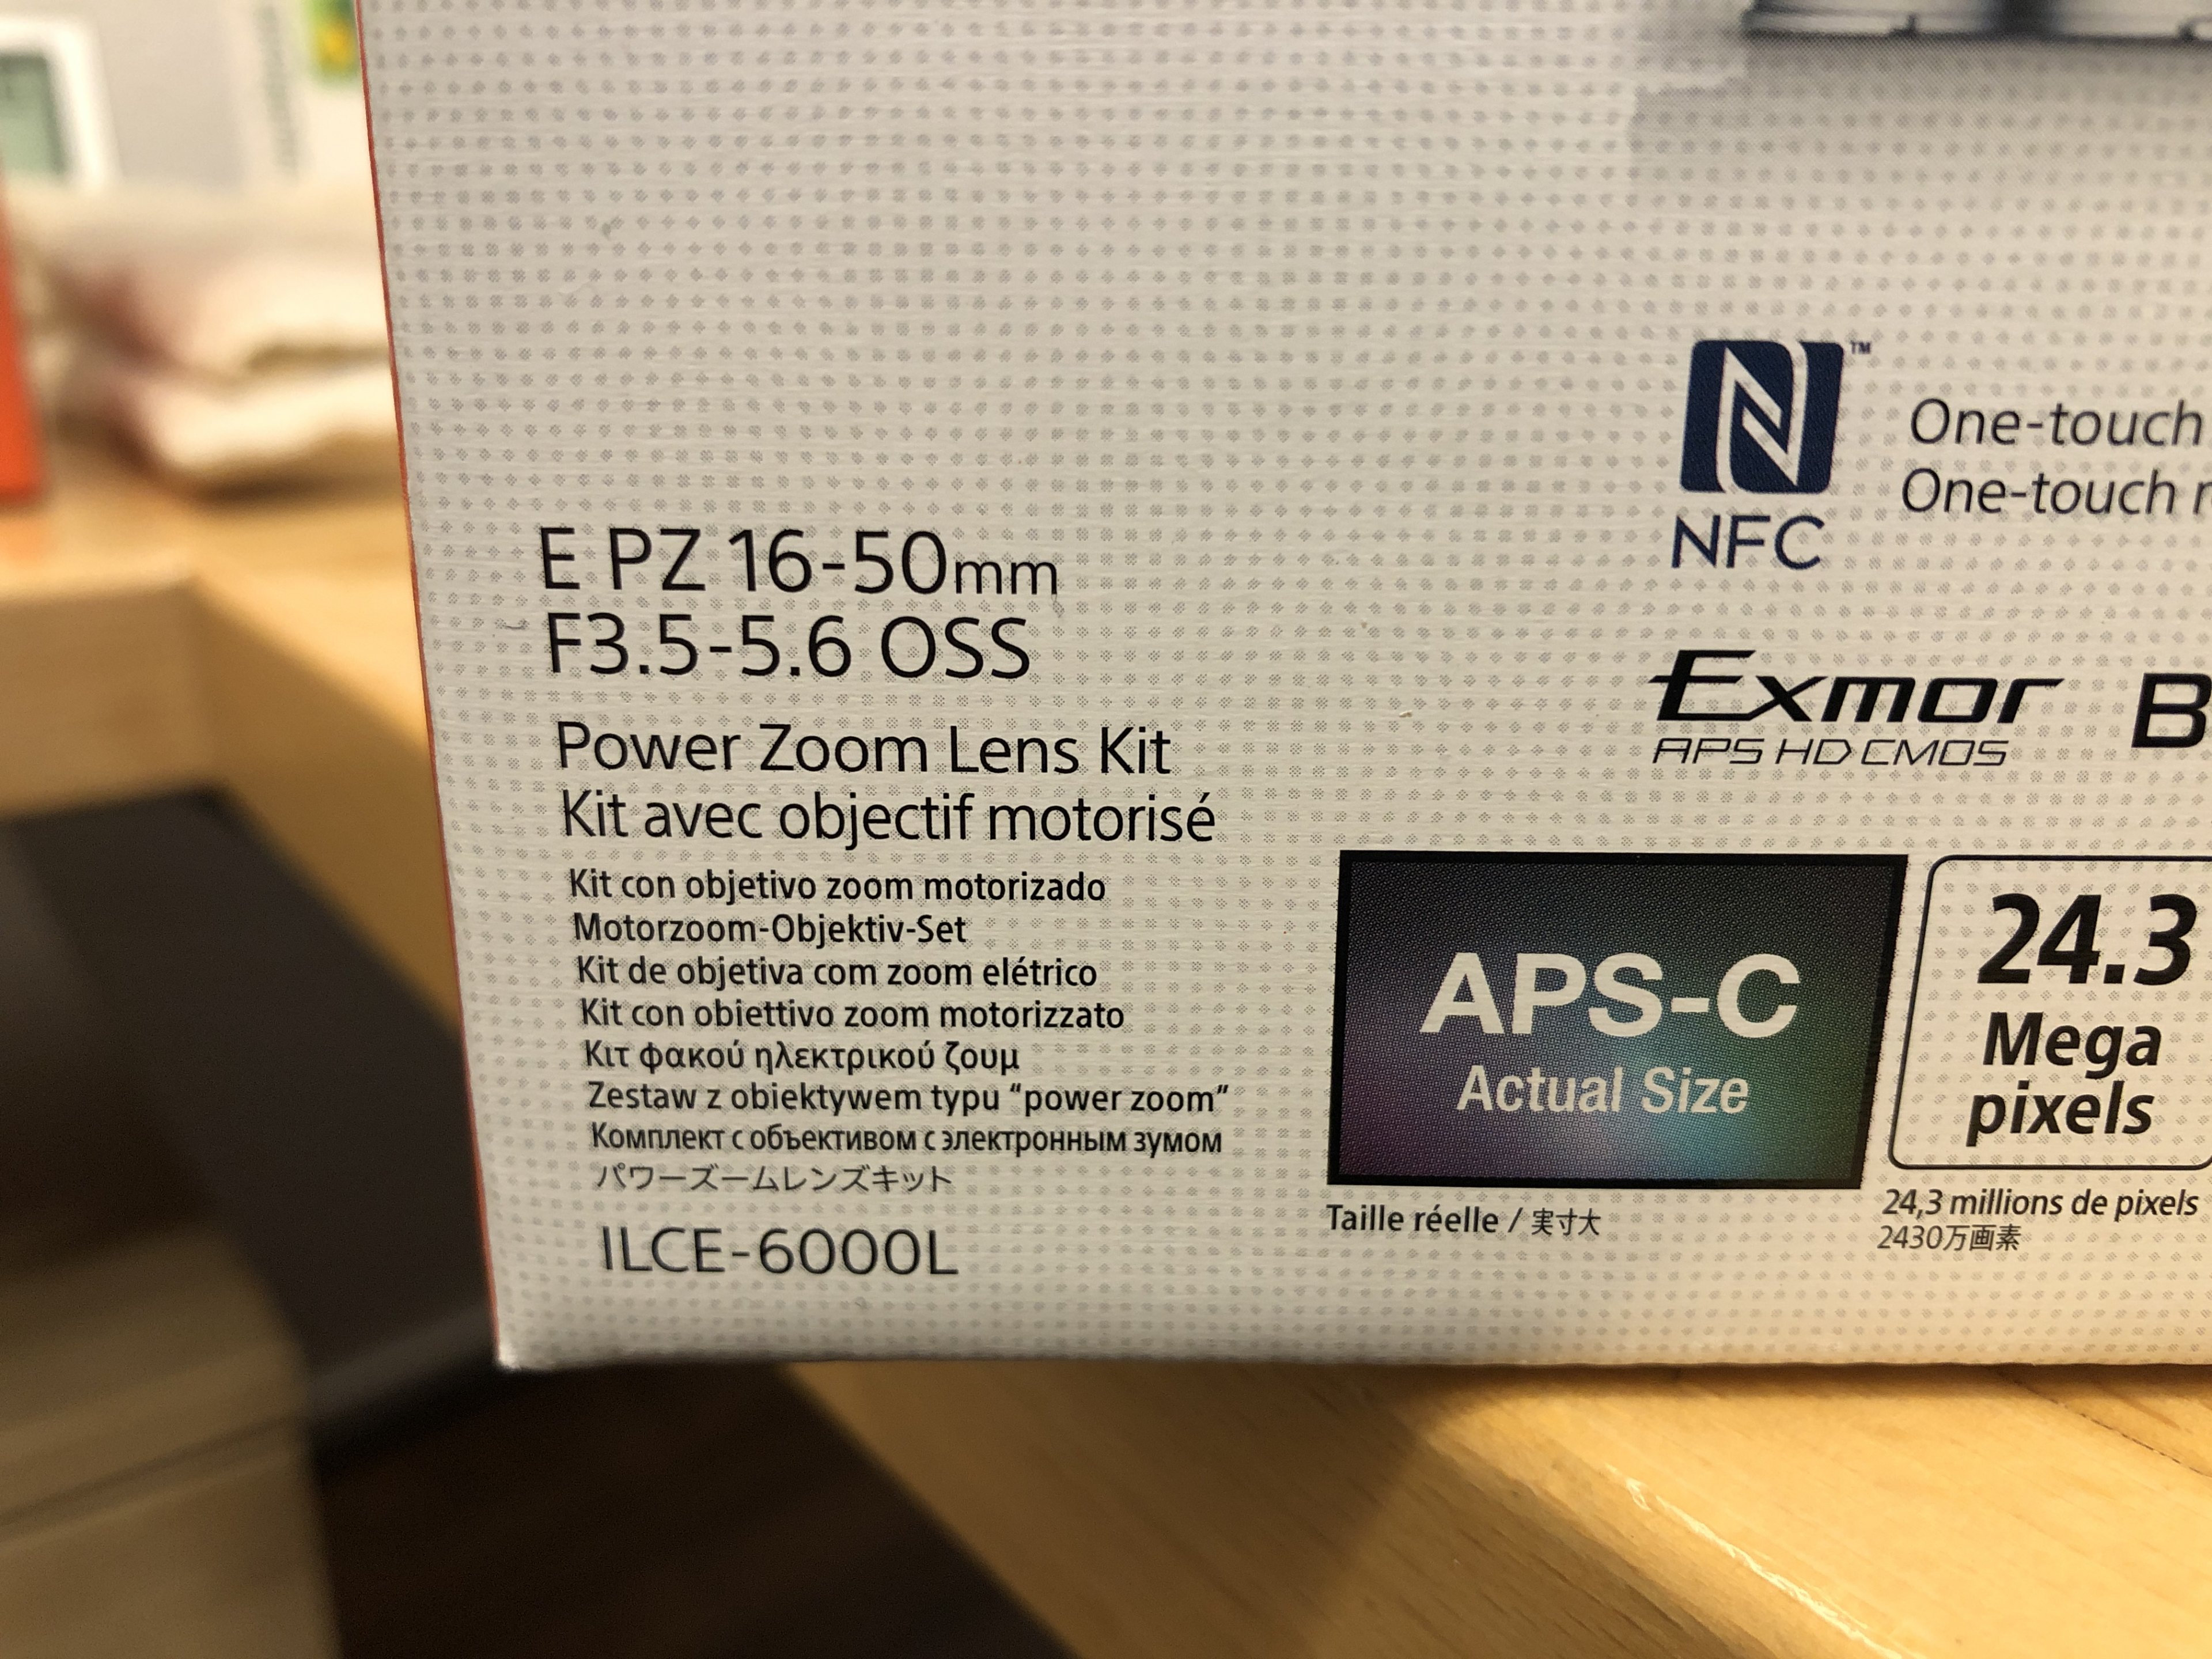 E PZ 16-50mm
F3.5-5.6 OSS
Power Zoom Lens Kit
Kit avec objectif motorisé
Kit con objetivo zoom motorizado
Motorzoom-Objektiv-Set
Kit de objetiva com zoom elétrico
Kit con obiettivo zoom motorizzato
Κιτ φακού ηλεκτρικού ζουμ
Zestaw z obiektywem typu “power zoom”
Комплект с объективом с электронным зумом
パワーズームレンズキット
ILCE-6000L
N TM
NFC
One-touch
One-touch
Exmor
APS HD CMOS
APS-C
Actual Size
Taille réelle / 実寸大
24.3
Mega
pixels
24,3 millions de pixels
2430万画素